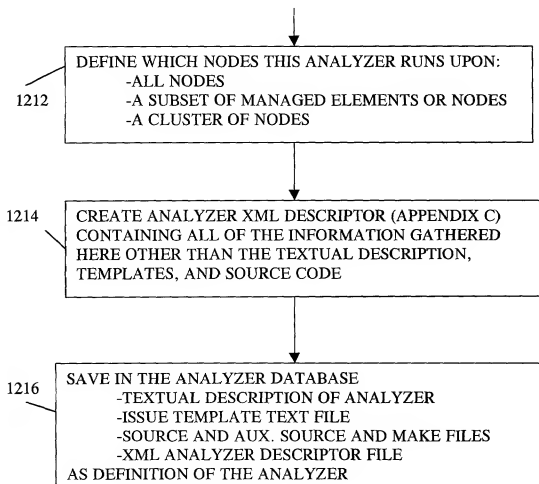 DEFINE WHICH NODES THIS ANALYZER RUNS UPON:
-ALL NODES
1212
-A SUBSET OF MANAGED ELEMENTS OR NODES
-A CLUSTER OF NODES
1214
CREATE ANALYZER XML DESCRIPTOR (APPENDIX C)
CONTAINING ALL OF THE INFORMATION GATHERED
HERE OTHER THAN THE TEXTUAL DESCRIPTION,
TEMPLATES, AND SOURCE CODE
1216
SAVE IN THE ANALYZER DATABASE
-TEXTUAL DESCRIPTION OF ANALYZER
-ISSUE TEMPLATE TEXT FILE
-SOURCE AND AUX. SOURCE AND MAKE FILES
-XML ANALYZER DESCRIPTOR FILE
AS DEFINITION OF THE ANALYZER